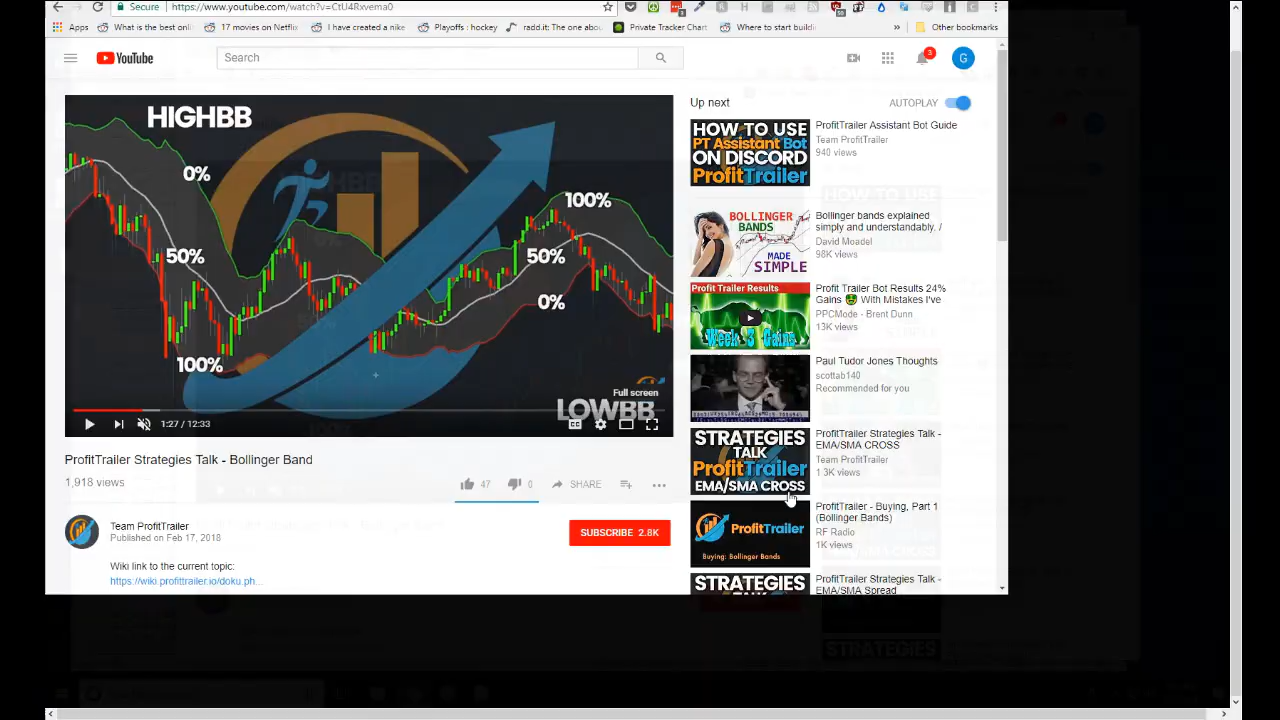 Secure
https://www.youtube.com/watch?v=CtU4Rxvema0
Apps
What is the best onli
17 movies on Netflix
I have created a nike
Playoffs : hockey
radd.it: The one abou
Private Tracker Chart
Where to start buildi
»
Other bookmarks
YouTube
Search
3
G
HIGHBB
0%
50%
100%
100%
50%
0%
Full screen
LOWBB
1:27 / 12:33
ProfitTrailer Strategies Talk - Bollinger Band
1,918 views
47
0
SHARE
Team ProfitTrailer
Published on Feb 17, 2018
SUBSCRIBE 2.8K
Wiki link to the current topic:
https://wiki.profittrailer.io/doku.ph...
Up next
AUTOPLAY
HOW TO USE
PT Assistant Bot
ON DISCORD
ProfitTrailer
ProfitTrailer Assistant Bot Guide
Team ProfitTrailer
940 views
BOLLINGER
BANDS
MADE
SIMPLE
Bollinger bands explained
simply and understandably. /
David Moadel
98K views
Profit Trailer Results
Week 3 Gains
Profit Trailer Bot Results 24%
Gains 🤑 With Mistakes I've
PPCMode - Brent Dunn
13K views
Paul Tudor Jones Thoughts
scottab140
Recommended for you
STRATEGIES
TALK
ProfitTrailer
EMA/SMA CROSS
ProfitTrailer Strategies Talk -
EMA/SMA CROSS
Team ProfitTrailer
1.3K views
ProfitTrailer
Buying: Bollinger Bands
ProfitTrailer - Buying, Part 1
(Bollinger Bands)
RF Radio
1K views
STRATEGIES
ProfitTrailer Strategies Talk -
EMA/SMA Spread